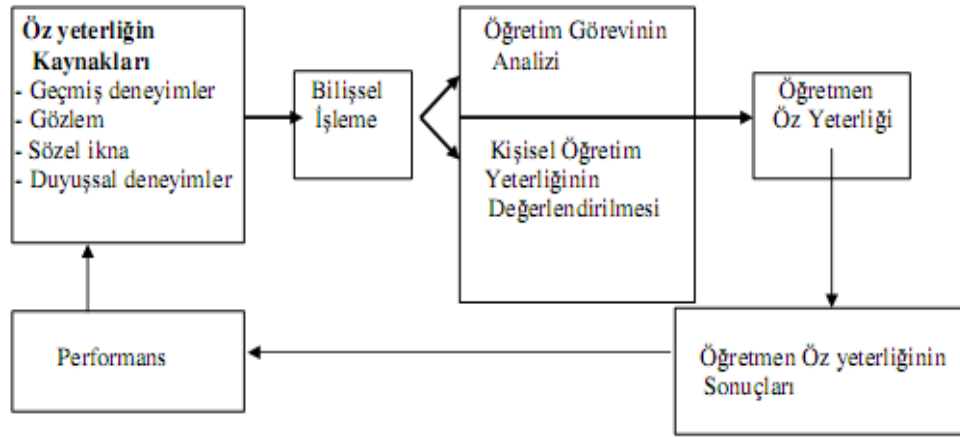 Öz yeterliğin
Kaynakları
- Geçmiş deneyimler
- Gözlem
- Sözel ikna
- Duyuşsal deneyimler
Bilişsel
İşleme
Öğretim Görevinin
Analizi
Kişisel Öğretim
Yeterliğinin
Değerlendirilmesi
Öğretmen
Öz Yeterliği
Performans
Öğretmen Öz yeterliğinin
Sonuçları